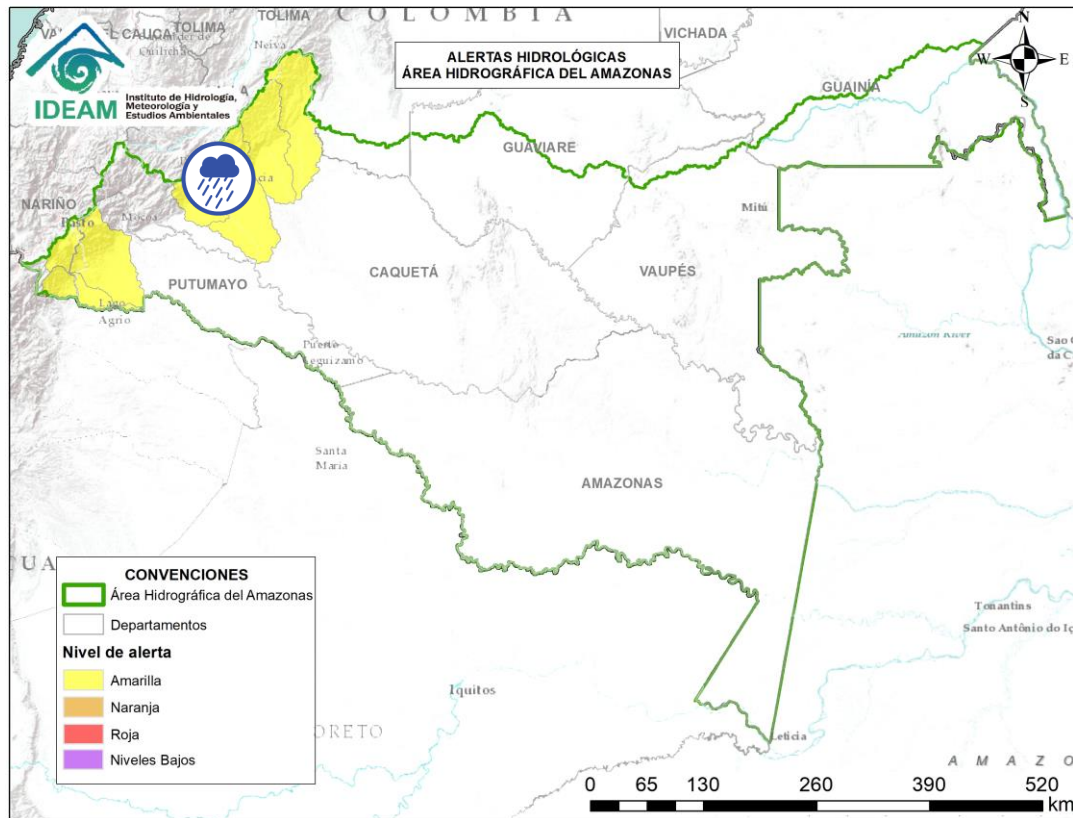 COLOMBIA
TOLIMA
TOLIMA
VICHADA
Neiva
ALERTAS HIDROLÓGICAS
ÁREA HIDROGRÁFICA DEL AMAZONAS
N
W
E
S
IDEAM
Instituto de Hidrología,
Meteorología y
Estudios Ambientales
GUAINÍA
GUAVIARE
NARIÑO
Pasto
Mocoa
Mitú
CAQUETÁ
VAUPÉS
PUTUMAYO
Lago
Agrio
Amazon River
Puerto
Leguízamo
Santa
Maria
AMAZONAS
CONVENCIONES
Área Hidrográfica del Amazonas
Departamentos
Nivel de alerta
Amarilla
Naranja
Roja
Niveles Bajos
Tonantins
Santo Antônio do Iç
Iquitos
ORETO
Leticia
AMAZO
0 65 130 260 390 520
km